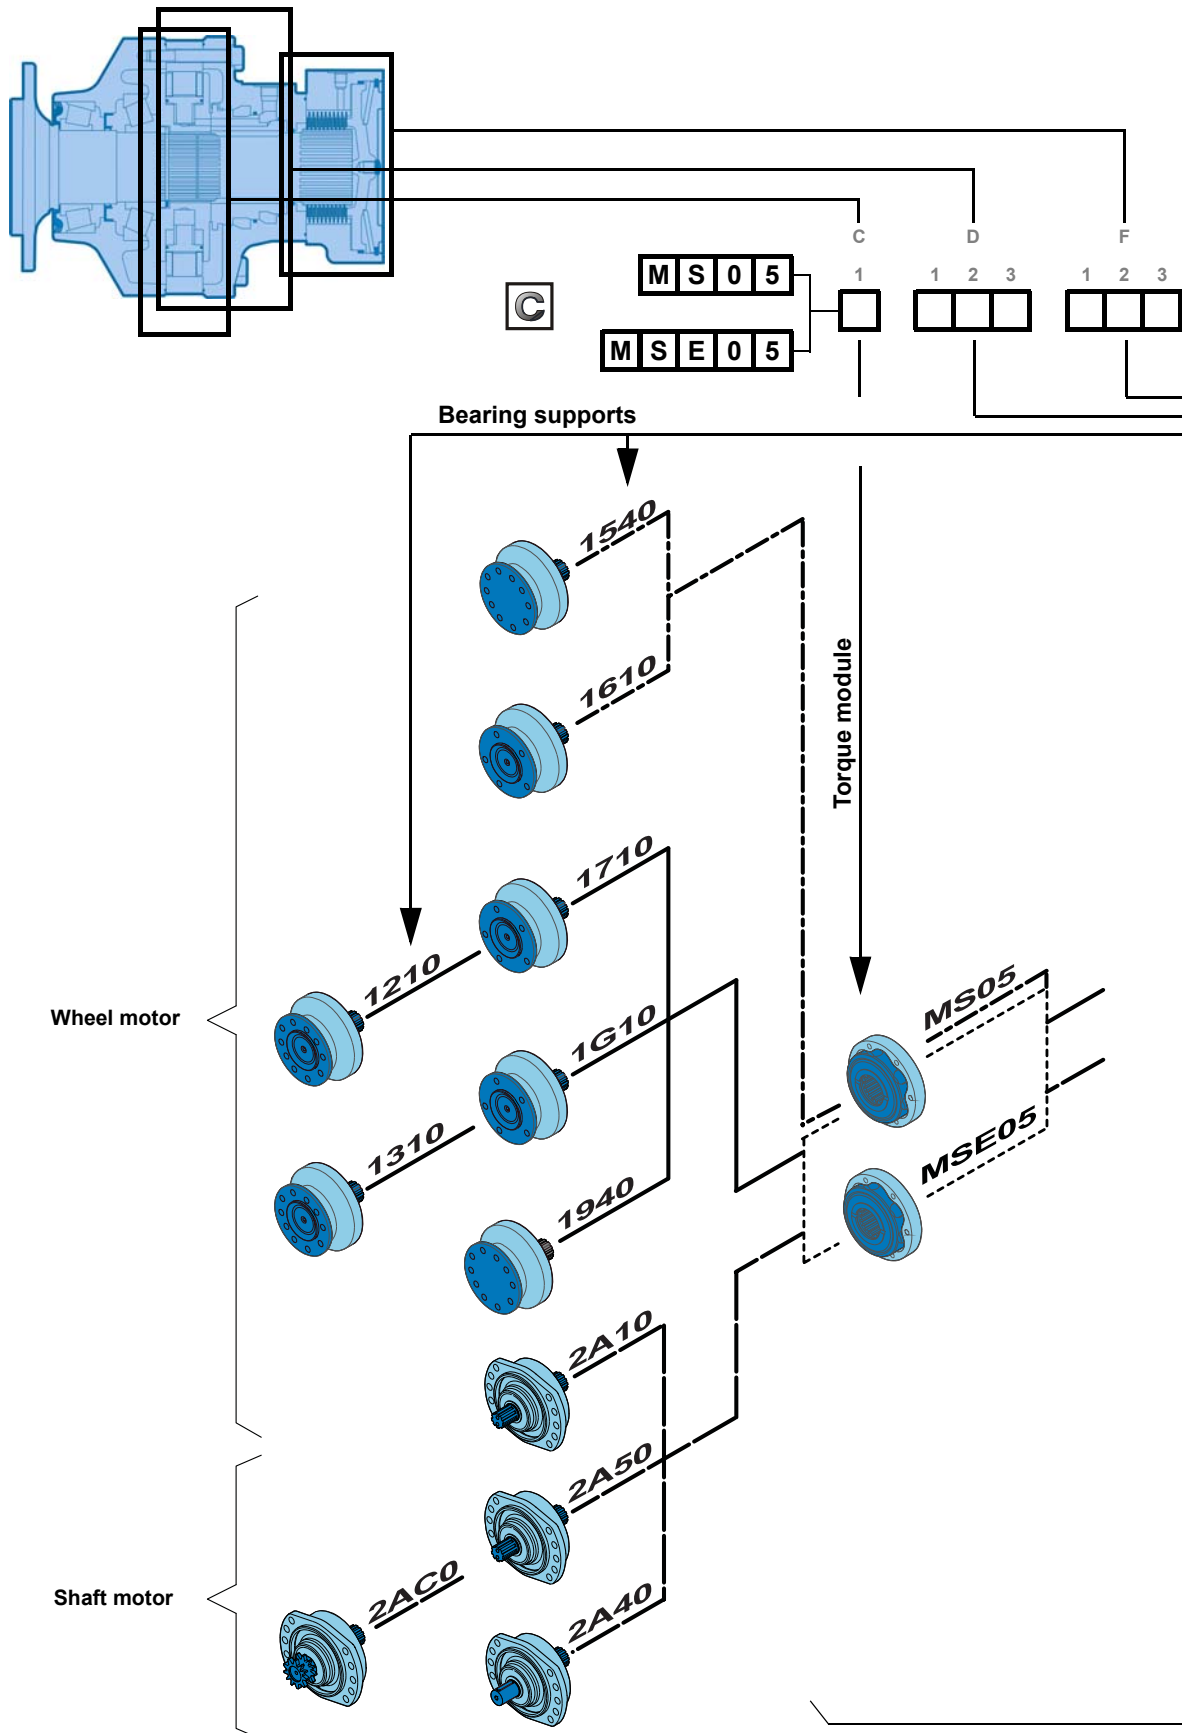 C D F
1 1 2 3 1 2 3
M S 0 5
C
M S E 0 5
Bearing supports
1540
1610
Torque module
1710
1210
MS05
Wheel motor
1G10
1310
MSE05
1940
2A10
2A50
2AC0
Shaft motor
2A40